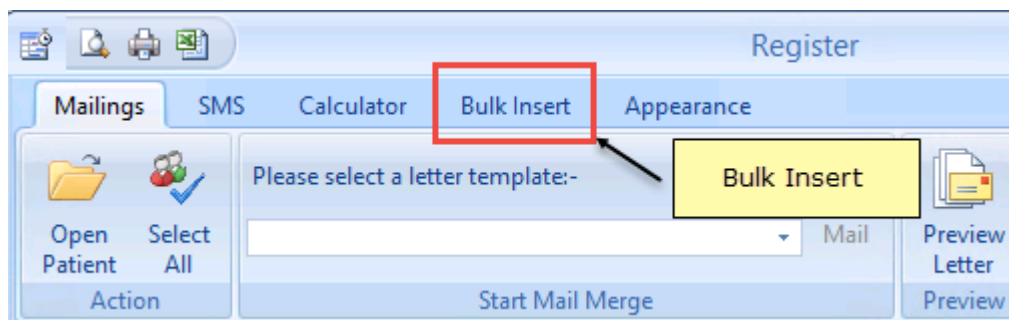 Register
Mailings SMS Calculator Bulk Insert Appearance
Please select a letter template:-
Bulk Insert
Open Patient
Select All
Mail
Preview Letter
Action
Start Mail Merge
Preview